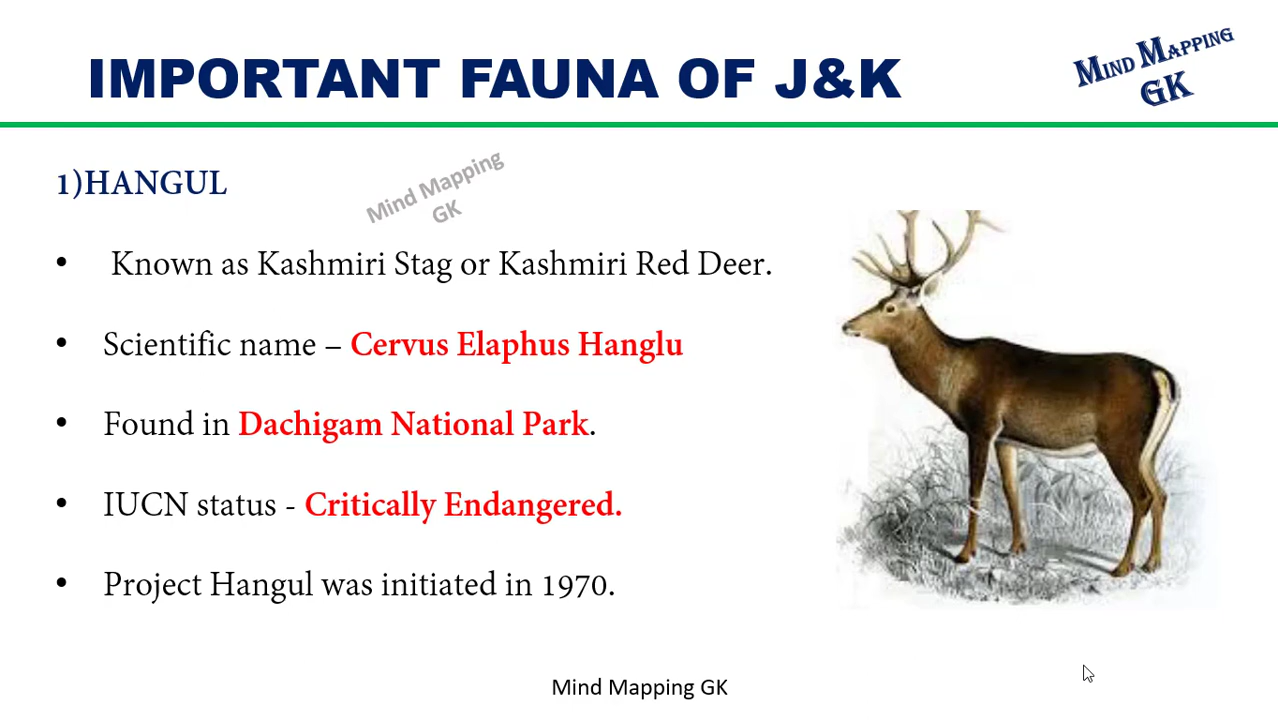 IMPORTANT FAUNA OF J&K
MIND MAPPING
GK
1)HANGUL
Mind Mapping
GK
• Known as Kashmiri Stag or Kashmiri Red Deer.
• Scientific name – Cervus Elaphus Hanglu
• Found in Dachigam National Park.
• IUCN status - Critically Endangered.
• Project Hangul was initiated in 1970.
Mind Mapping GK